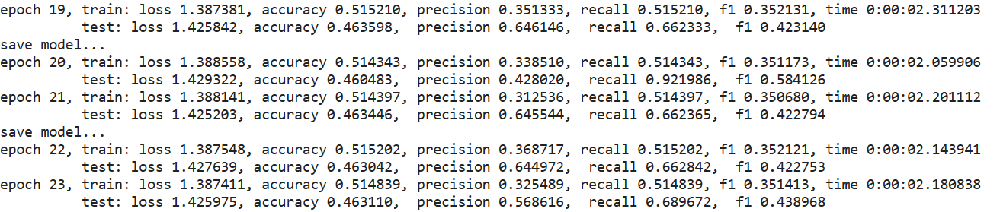 epoch 19, train: loss 1.387381, accuracy 0.515210, precision 0.351333, recall 0.515210, f1 0.352131, time 0:00:02.311203
test: loss 1.425842, accuracy 0.463598, precision 0.646146, recall 0.662333, f1 0.423140
save model...
epoch 20, train: loss 1.388558, accuracy 0.514343, precision 0.338510, recall 0.514343, f1 0.351173, time 0:00:02.059906
test: loss 1.429322, accuracy 0.460483, precision 0.428020, recall 0.921986, f1 0.584126
epoch 21, train: loss 1.388141, accuracy 0.514397, precision 0.312536, recall 0.514397, f1 0.350680, time 0:00:02.201112
test: loss 1.425203, accuracy 0.463446, precision 0.645544, recall 0.662365, f1 0.422794
save model...
epoch 22, train: loss 1.387548, accuracy 0.515202, precision 0.368717, recall 0.515202, f1 0.352121, time 0:00:02.143941
test: loss 1.427639, accuracy 0.463042, precision 0.644972, recall 0.662842, f1 0.422753
epoch 23, train: loss 1.387411, accuracy 0.514839, precision 0.325489, recall 0.514839, f1 0.351413, time 0:00:02.180838
test: loss 1.425975, accuracy 0.463110, precision 0.568616, recall 0.689672, f1 0.438968